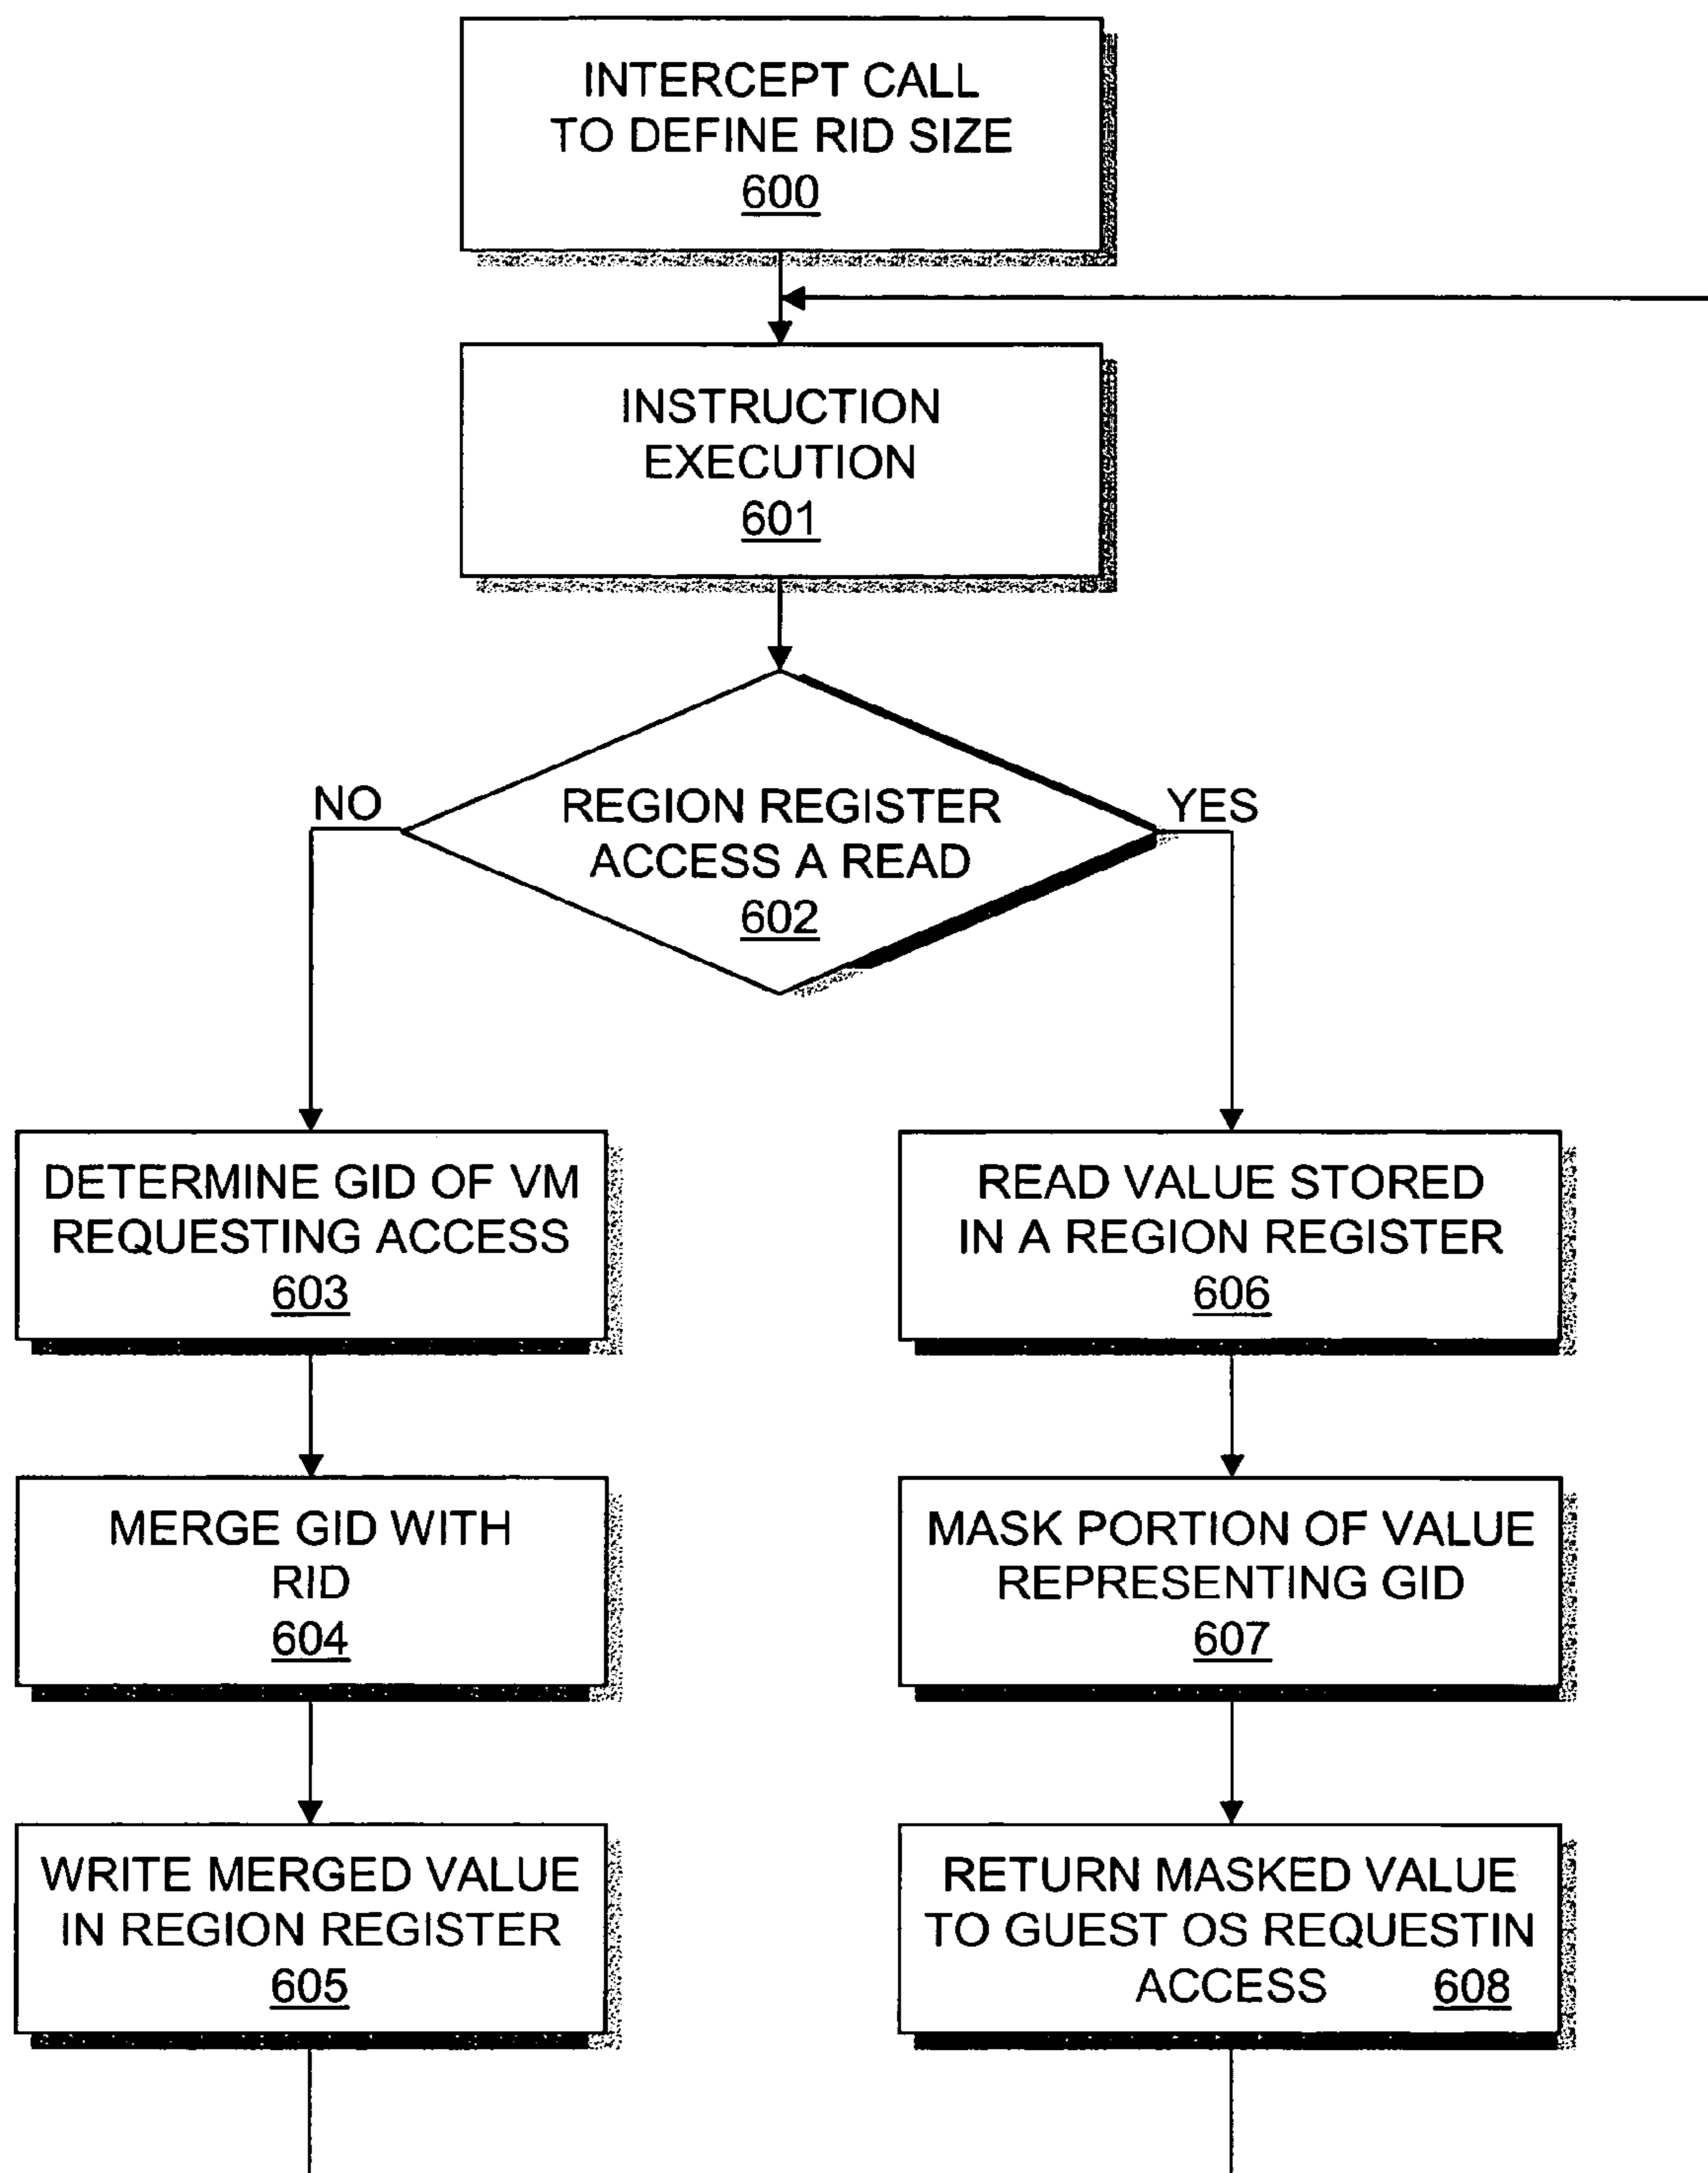 INTERCEPT CALL
TO DEFINE RID SIZE
600
INSTRUCTION
EXECUTION
601
NO
YES
REGION REGISTER
ACCESS A READ
602
DETERMINE GID OF VM
REQUESTING ACCESS
603
READ VALUE STORED
IN A REGION REGISTER
606
MERGE GID WITH
RID
604
MASK PORTION OF VALUE
REPRESENTING GID
607
WRITE MERGED VALUE
IN REGION REGISTER
605
RETURN MASKED VALUE
TO GUEST OS REQUESTIN
ACCESS 608